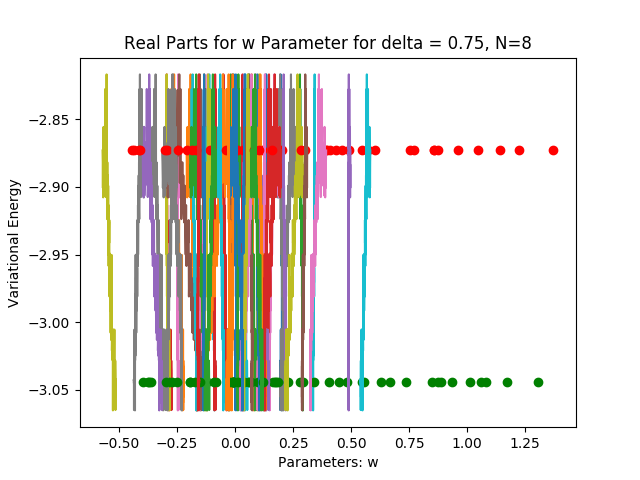 Real Parts for w Parameter for delta = 0.75, N=8
Variational Energy
−2.85
−2.90
−2.95
−3.00
−3.05
−0.50 −0.25 0.00 0.25 0.50 0.75 1.00 1.25
Parameters: w